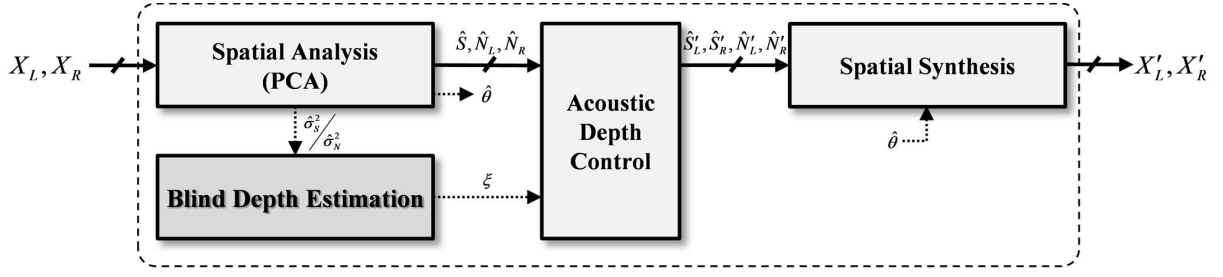 X_L, X_R
Spatial Analysis
(PCA)
Ŝ, N̂_L, N̂_R
θ̂
σ̂_S^2 / σ̂_N^2
Blind Depth Estimation
ξ
Acoustic
Depth
Control
Ŝ'_L, Ŝ'_R, N̂'_L, N̂'_R
Spatial Synthesis
θ̂
X'_L, X'_R